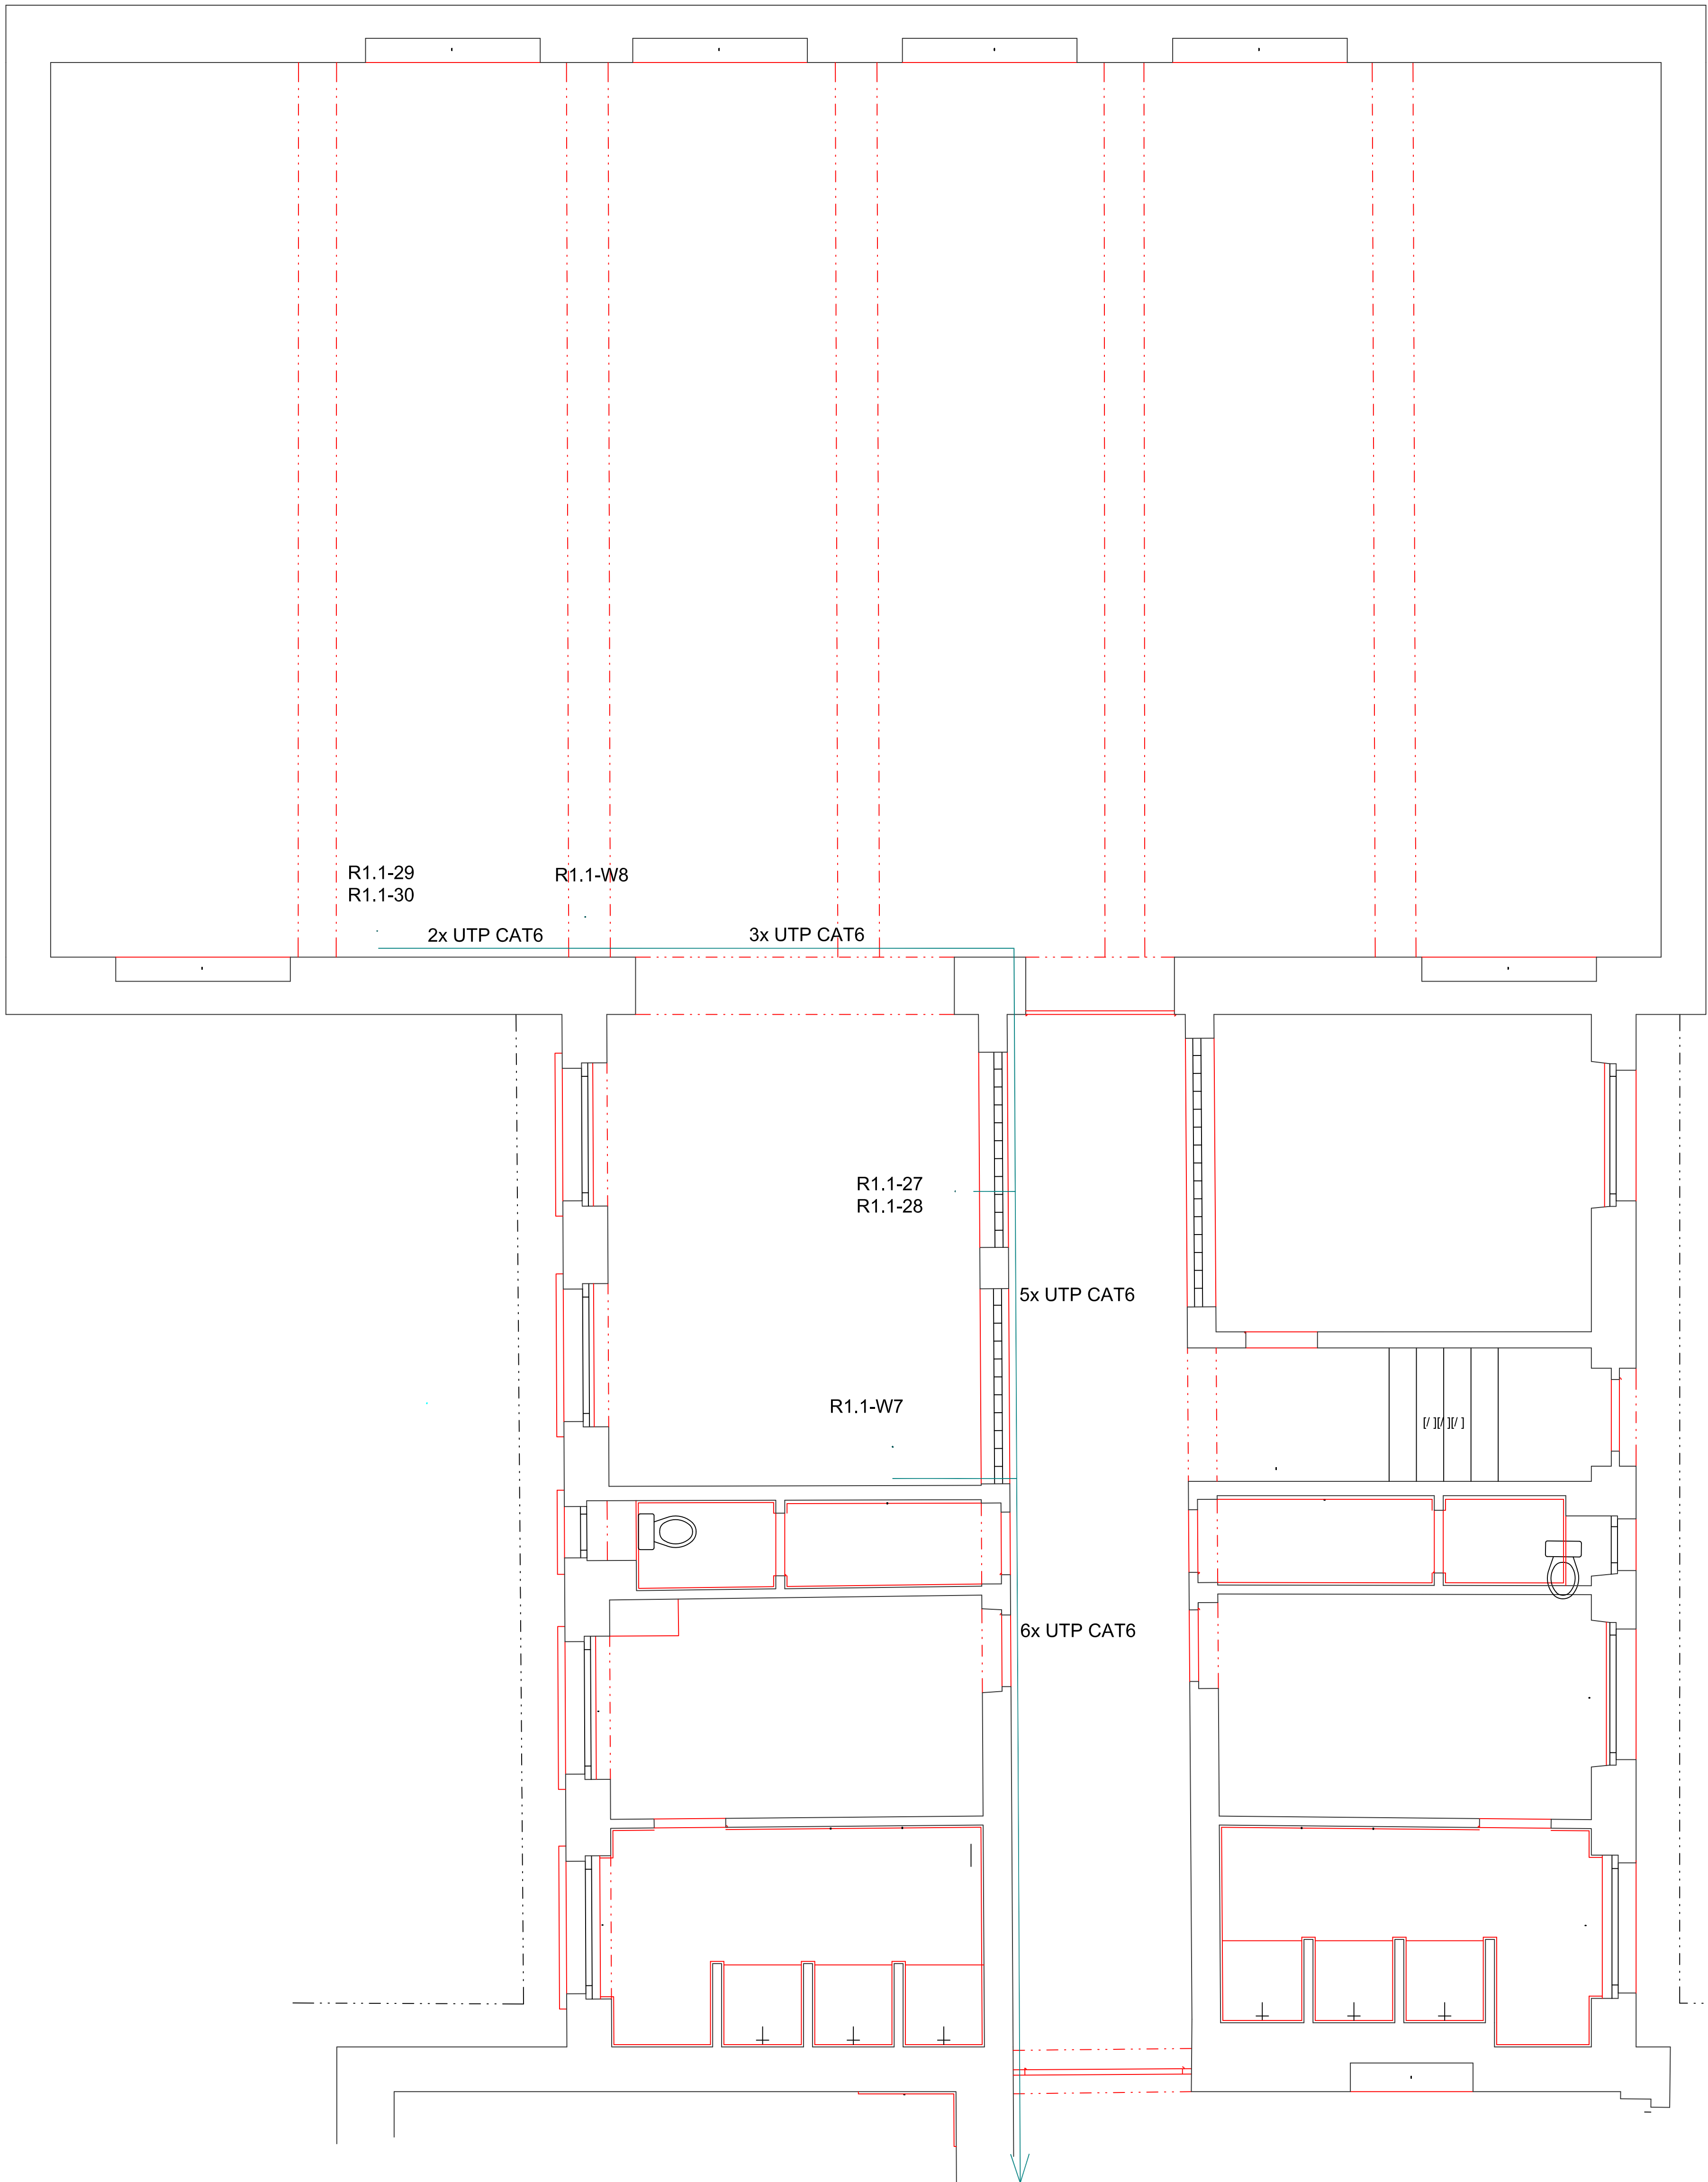 R1.1-29
R1.1-30
R1.1-W8
2x UTP CAT6
3x UTP CAT6
R1.1-27
R1.1-28
5x UTP CAT6
R1.1-W7
[/ ][/ ][/ ]
6x UTP CAT6